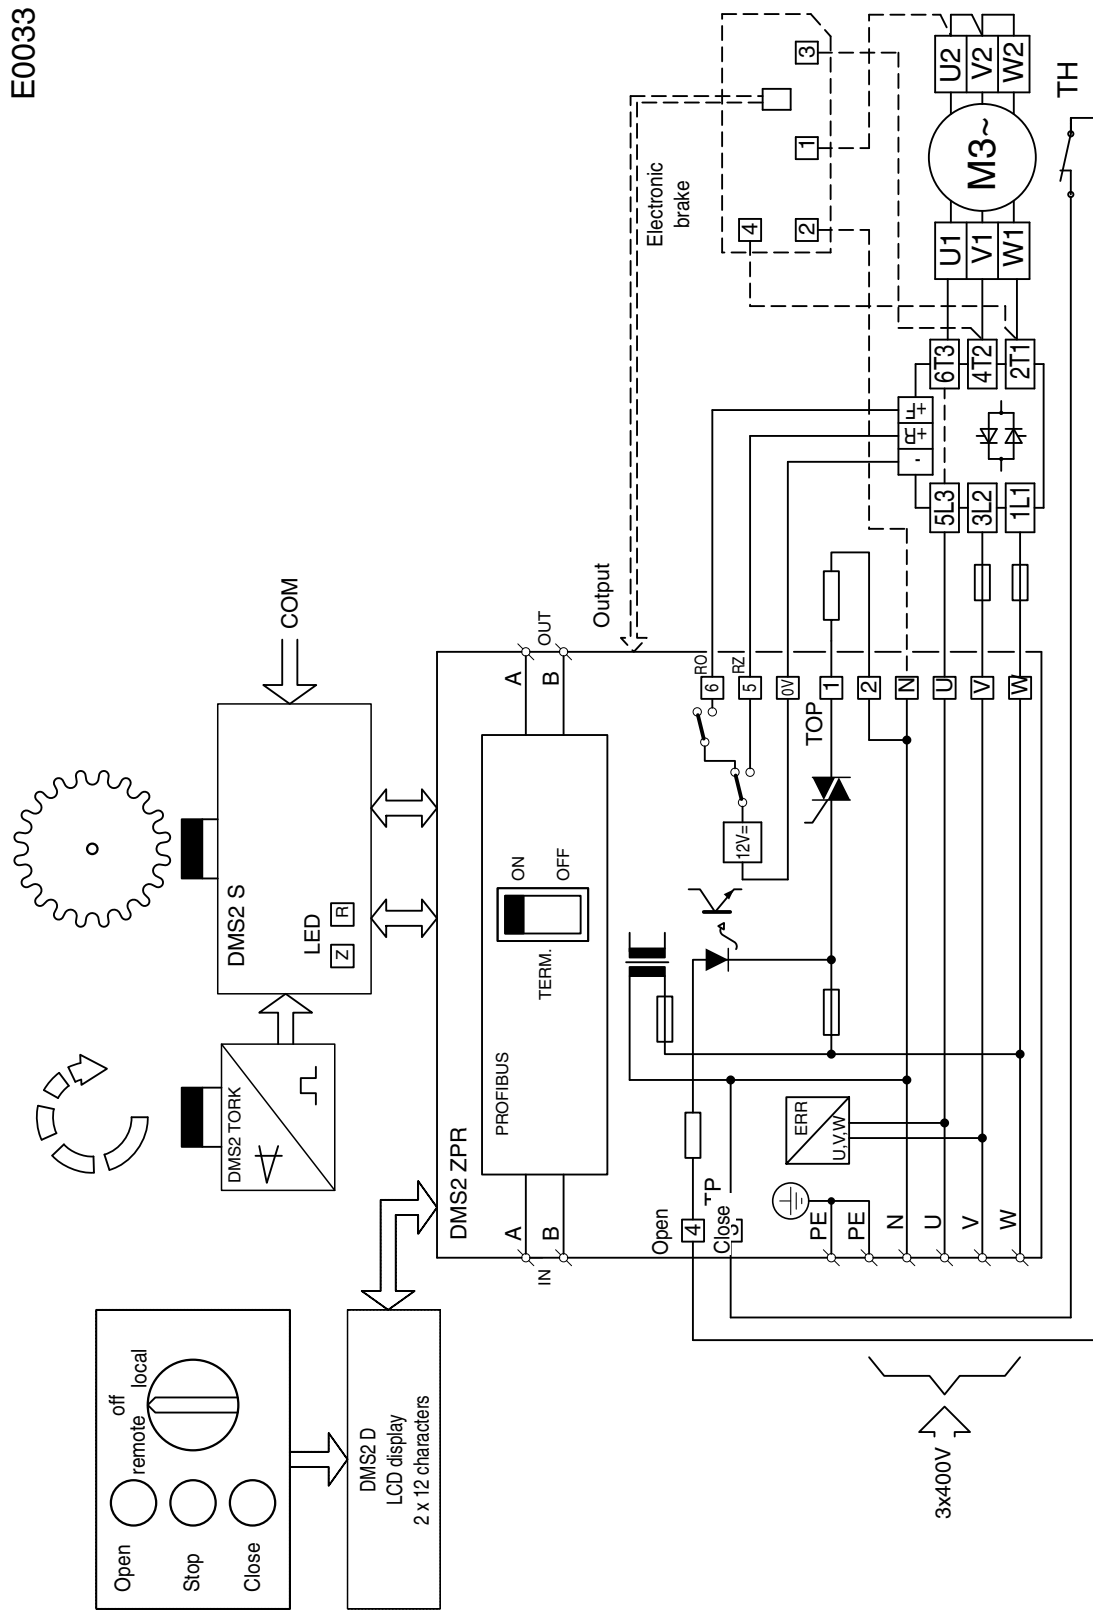 E0033
Open
Stop
Close
remote
off
local
DMS2 D
LCD display
2 x 12 characters
DMS2 TORK
DMS2 S
LED
Z
R
COM
DMS2 ZPR
PROFIBUS
TERM.
ON
OFF
A
B
IN
A
B
OUT
Output
Electronic
brake
4
2
1
3
Open
4
TP
Close
ERR
U,V,W
12V=
RO
6
RZ
5
0V
TOP
1
2
N
U
V
W
PE
PE
N
U
V
W
3x400V
-
R+
F+
5L3
3L2
1L1
6T3
4T2
2T1
U1
V1
W1
M3~
U2
V2
W2
TH